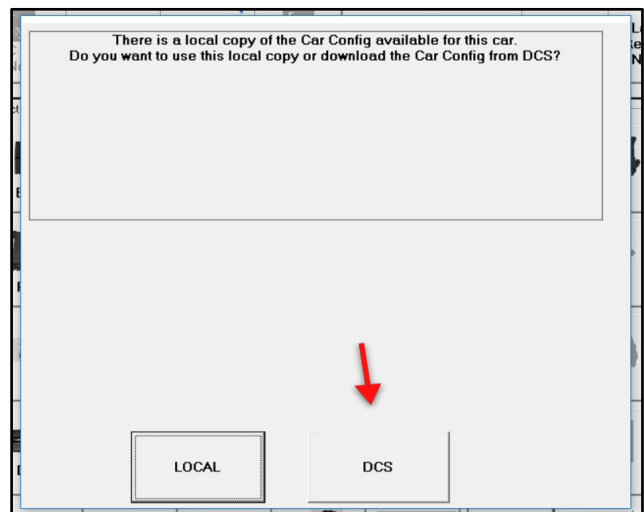 There is a local copy of the Car Config available for this car.
Do you want to use this local copy or download the Car Config from DCS?
LOCAL
DCS